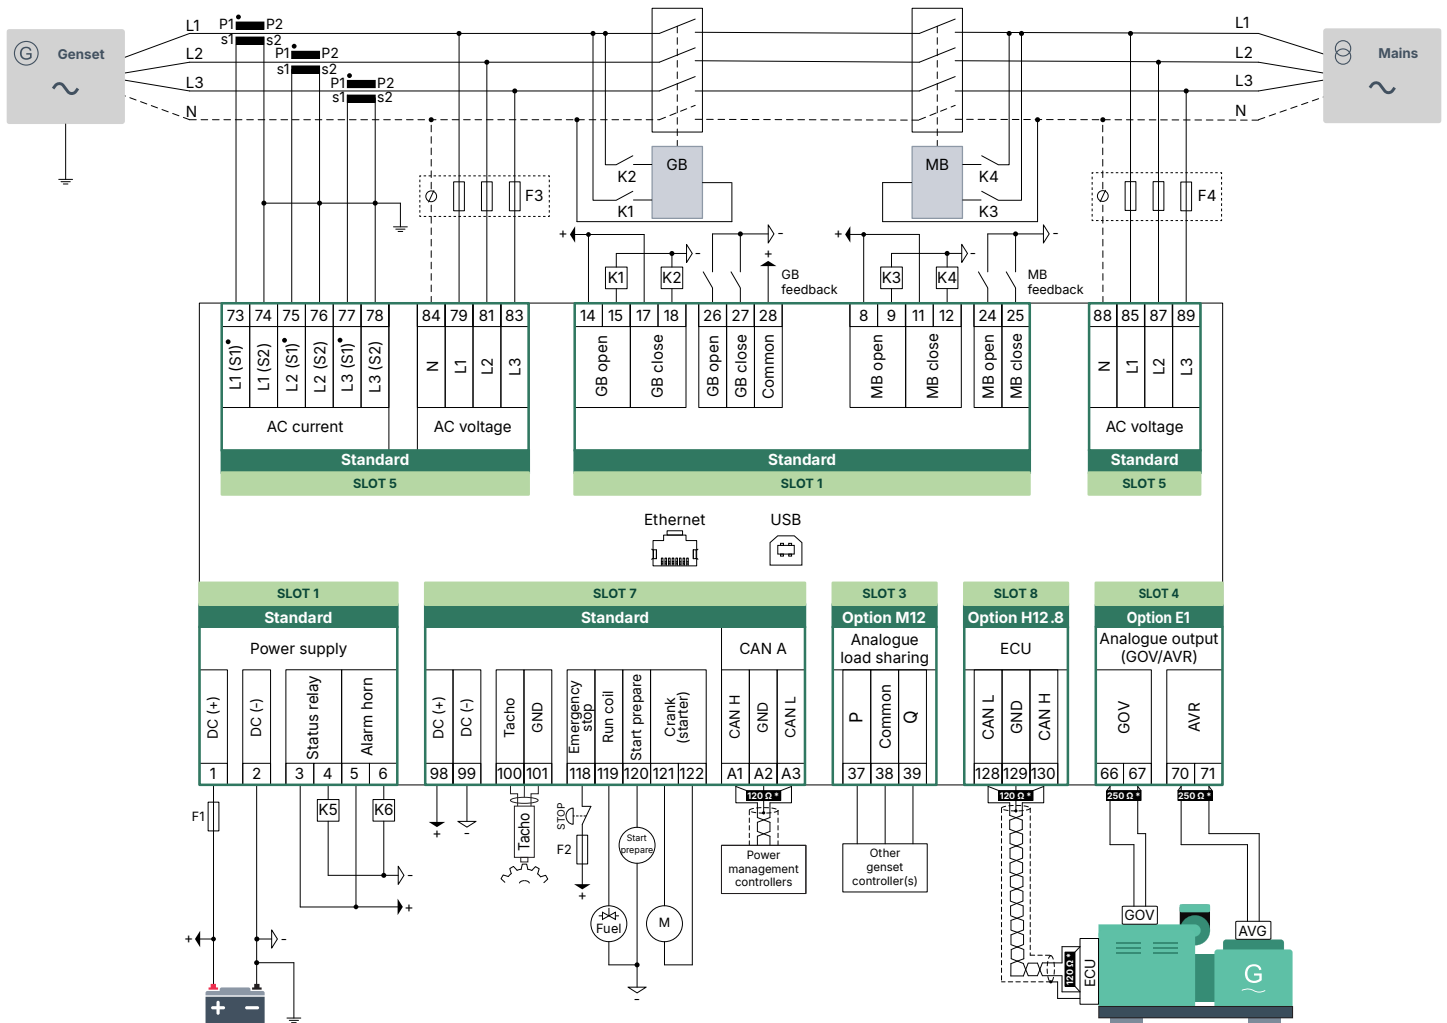 G Genset
L1
L2
L3
N
P1 P2
s1 s2
P1 P2
s1 s2
P1 P2
s1 s2
L1
L2
L3
N
Mains
GB
K2
K1
MB
K4
K3
F3
F4
+
-
K1
K2
-
+
GB
feedback
+
-
K3
K4
-
MB
feedback
73 74 75 76 77 78
L1 (S1)
L1 (S2)
L2 (S1)
L2 (S2)
L3 (S1)
L3 (S2)
AC current
84 79 81 83
N
L1
L2
L3
AC voltage
Standard
SLOT 5
14 15 17 18
GB open
GB close
26 27 28
GB open
GB close
Common
8 9 11 12
MB open
MB close
24 25
MB open
MB close
Standard
SLOT 1
88 85 87 89
N
L1
L2
L3
AC voltage
Standard
SLOT 5
Ethernet
USB
SLOT 1
Standard
Power supply
DC (+)
DC (-)
Status relay
Alarm horn
1 2 3 4 5 6
SLOT 7
Standard
CAN A
DC (+)
DC (-)
Tacho
GND
Emergency
stop
Run coil
Start prepare
Crank
(starter)
CAN H
GND
CAN L
98 99 100 101 118 119 120 121 122 A1 A2 A3
SLOT 3
Option M12
Analogue
load sharing
P
Common
Q
37 38 39
SLOT 8
Option H12.8
ECU
CAN L
GND
CAN H
128 129 130
SLOT 4
Option E1
Analogue output
(GOV/AVR)
GOV
AVR
66 67 70 71
F1
K5
K6
-
+
+
-
+ -
+
-
Tacho
STOP
F2
+
Fuel
Start
prepare
M
-
120 Ω *
Power
management
controllers
Other
genset
controller(s)
120 Ω *
120 Ω *
ECU
250 Ω *
250 Ω *
GOV
AVG
G